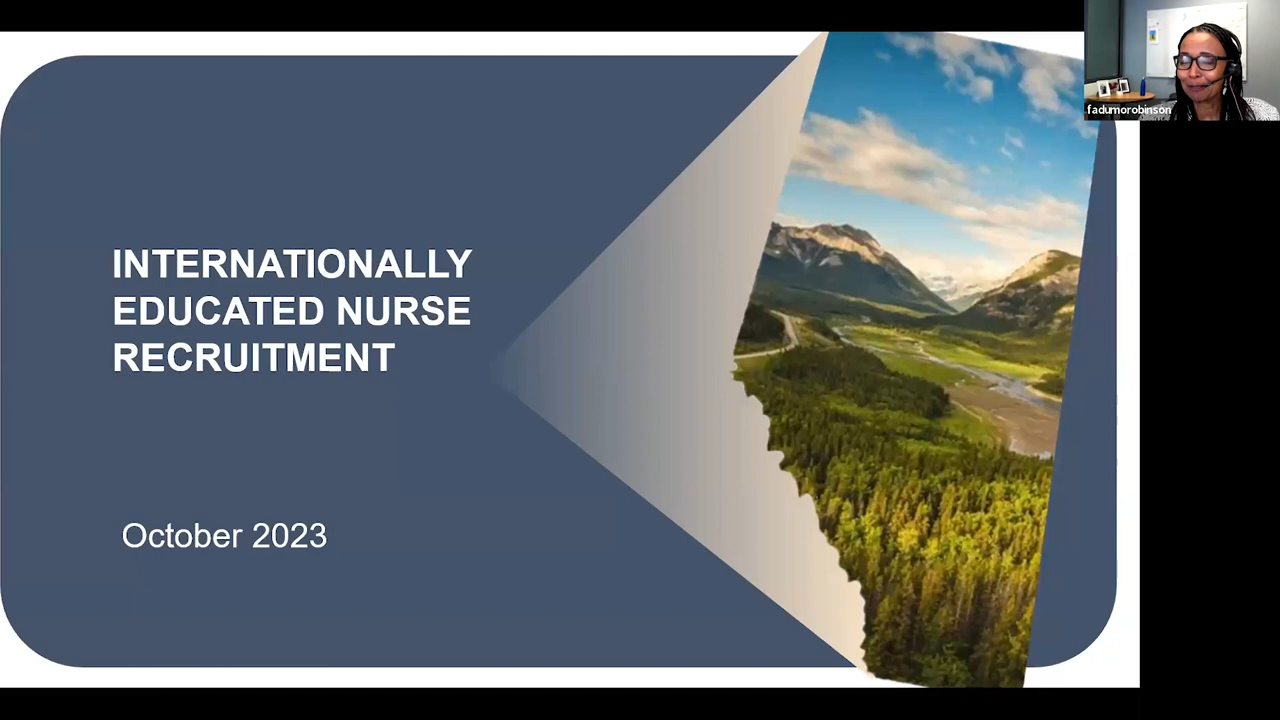 fadumorobinson
INTERNATIONALLY
EDUCATED NURSE
RECRUITMENT
October 2023